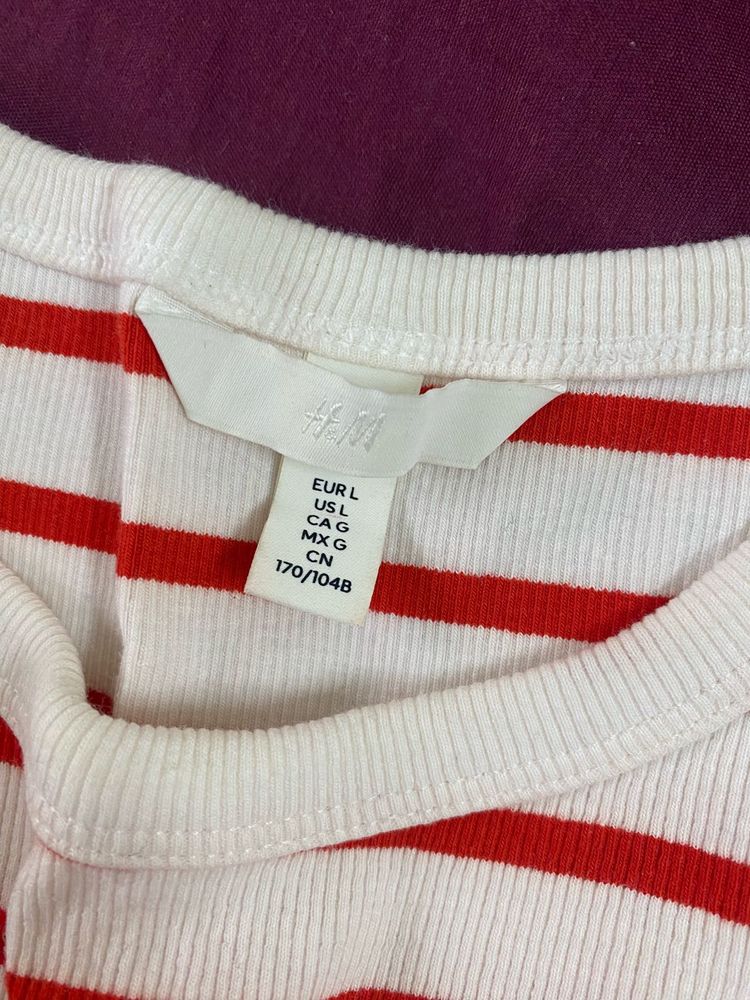 H&M
EUR L
US L
CA G
MX G
CN
170/104B